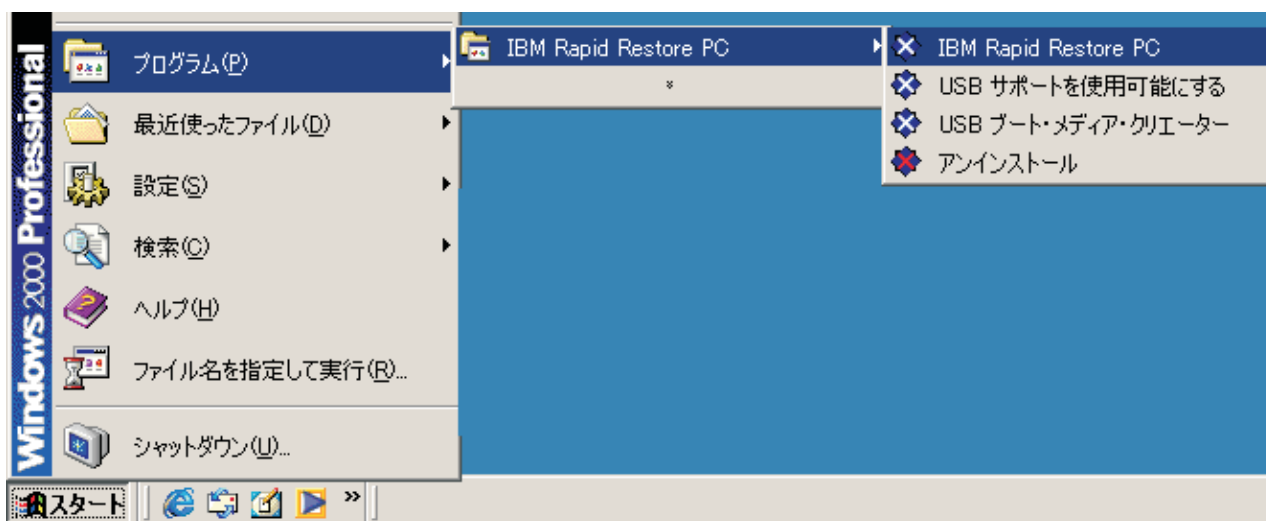 Windows 2000 Professional
プログラム(P)
最近使ったファイル(D)
設定(S)
検索(C)
ヘルプ(H)
ファイル名を指定して実行(R)...
シャットダウン(U)...
IBM Rapid Restore PC
IBM Rapid Restore PC
USB サポートを使用可能にする
USB ブート・メディア・クリエーター
アンインストール
スタート
»